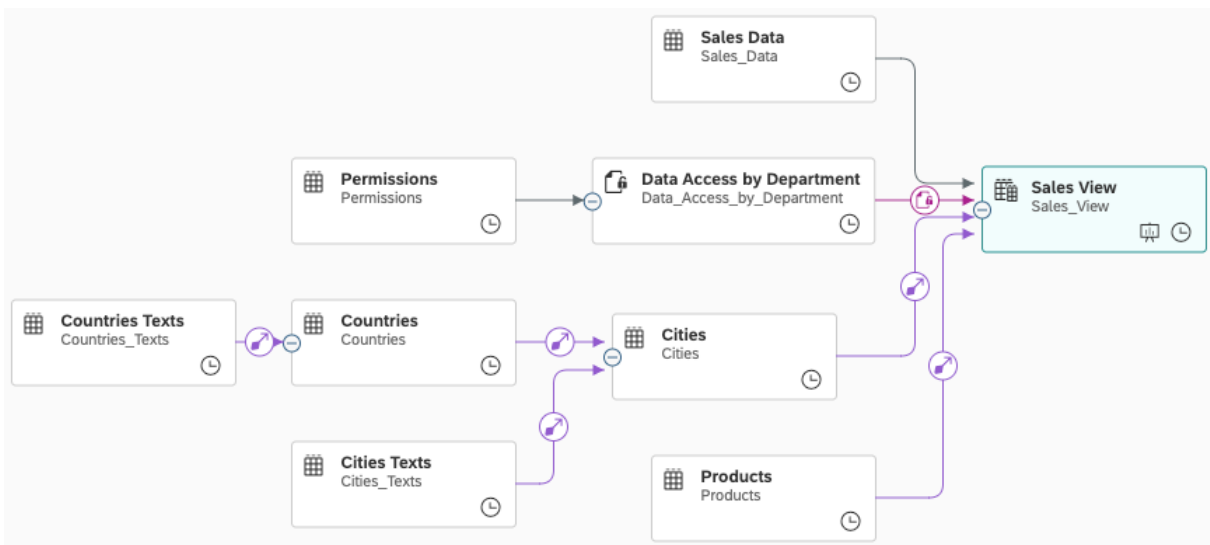 Sales Data
Sales_Data
Permissions
Permissions
Data Access by Department
Data_Access_by_Department
Sales View
Sales_View
Countries Texts
Countries_Texts
Countries
Countries
Cities
Cities
Cities Texts
Cities_Texts
Products
Products